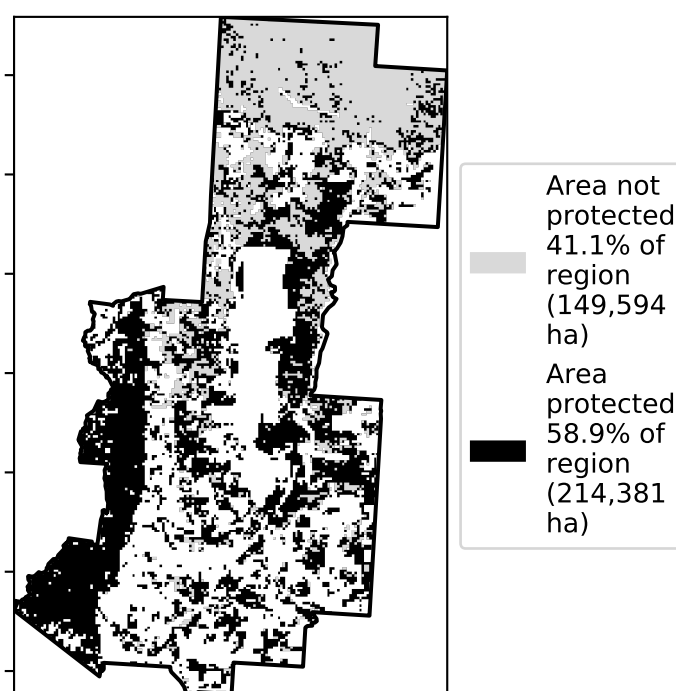 Area not
protected
41.1% of
region
(149,594
ha)
Area
protected
58.9% of
region
(214,381
ha)